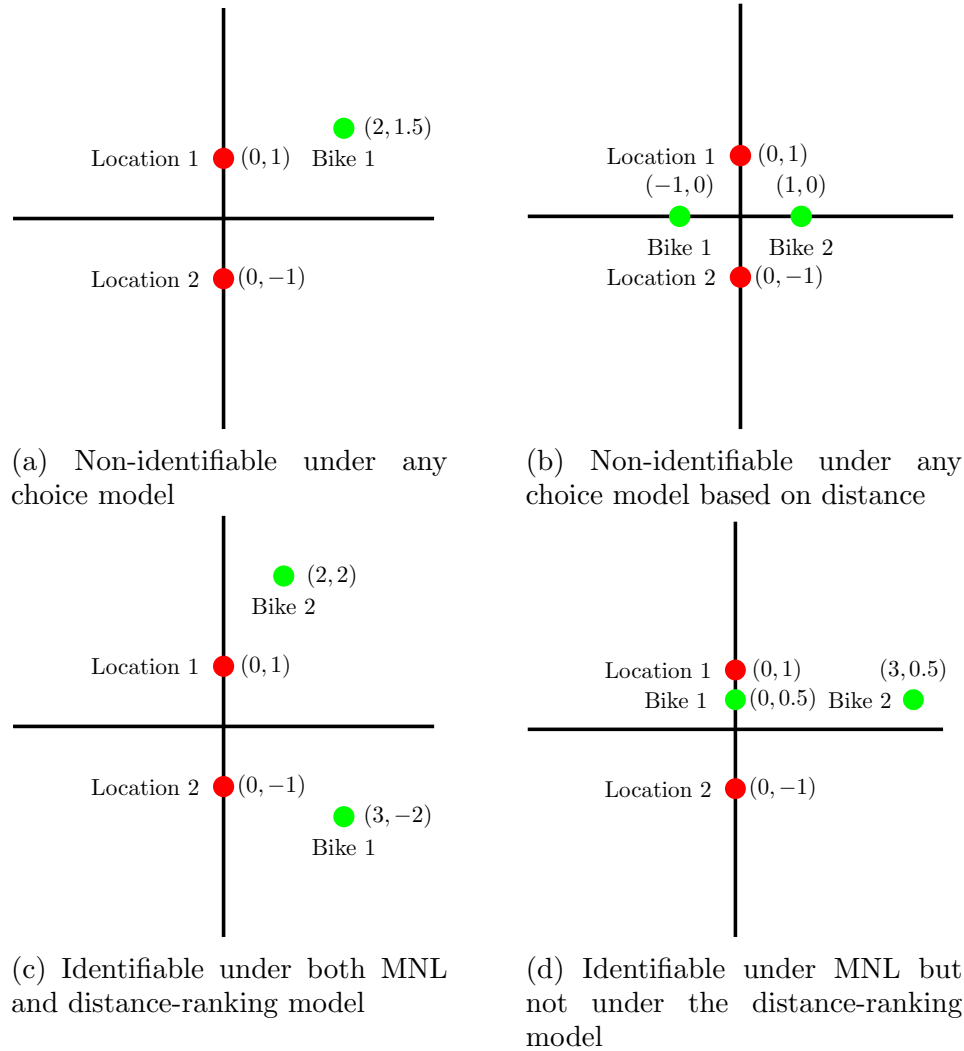 (2, 1.5)
Location 1 (0, 1) Bike 1
Location 2 (0, −1)
(a) Non-identifiable under any
choice model
Location 1 (0, 1)
(−1, 0) (1, 0)
Bike 1 Bike 2
Location 2 (0, −1)
(b) Non-identifiable under any
choice model based on distance
(2, 2)
Bike 2
Location 1 (0, 1)
Location 2 (0, −1)
(3, −2)
Bike 1
(c) Identifiable under both MNL
and distance-ranking model
Location 1 (0, 1) (3, 0.5)
Bike 1 (0, 0.5) Bike 2
Location 2 (0, −1)
(d) Identifiable under MNL but
not under the distance-ranking
model